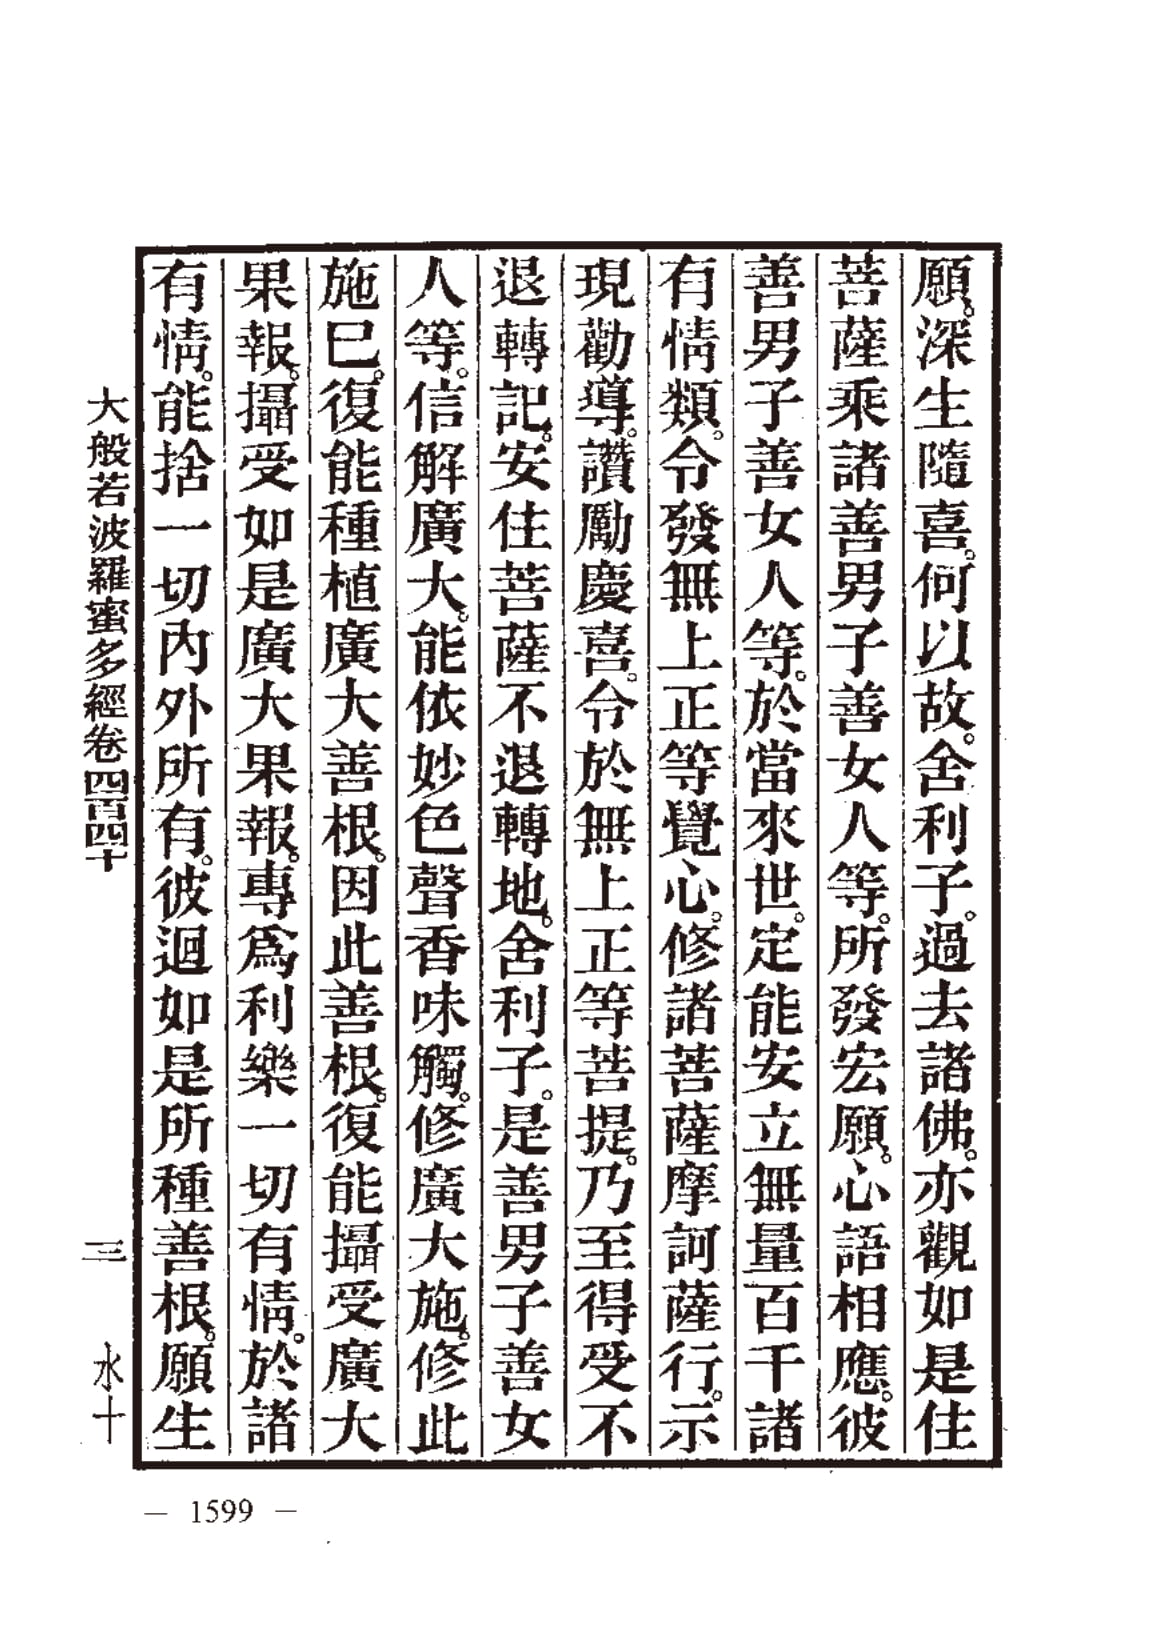 願。深生隨喜。何以故。舍利子。過去諸佛。亦觀如是住
菩薩乘諸善男子善女人等。所發宏願。心語相應。彼
善男子善女人等。於當來世。定能安立無量百千諸
有情類。令發無上正等覺心。修諸菩薩摩訶薩行。示
現勸導。讚勵慶喜。令於無上正等菩提。乃至得受不
退轉記。安住菩薩不退轉地。舍利子。是善男子善女
人等。信解廣大。能依妙色聲香味觸。修廣大施。修此
施巳。復能種植廣大善根。因此善根。復能攝受廣大
果報。攝受如是廣大果報。專爲利樂一切有情。於諸
有情。能捨一切內外所有。彼迴如是所種善根。願生
大般若波羅蜜多經卷四百四十 三 水十
— 1599 —